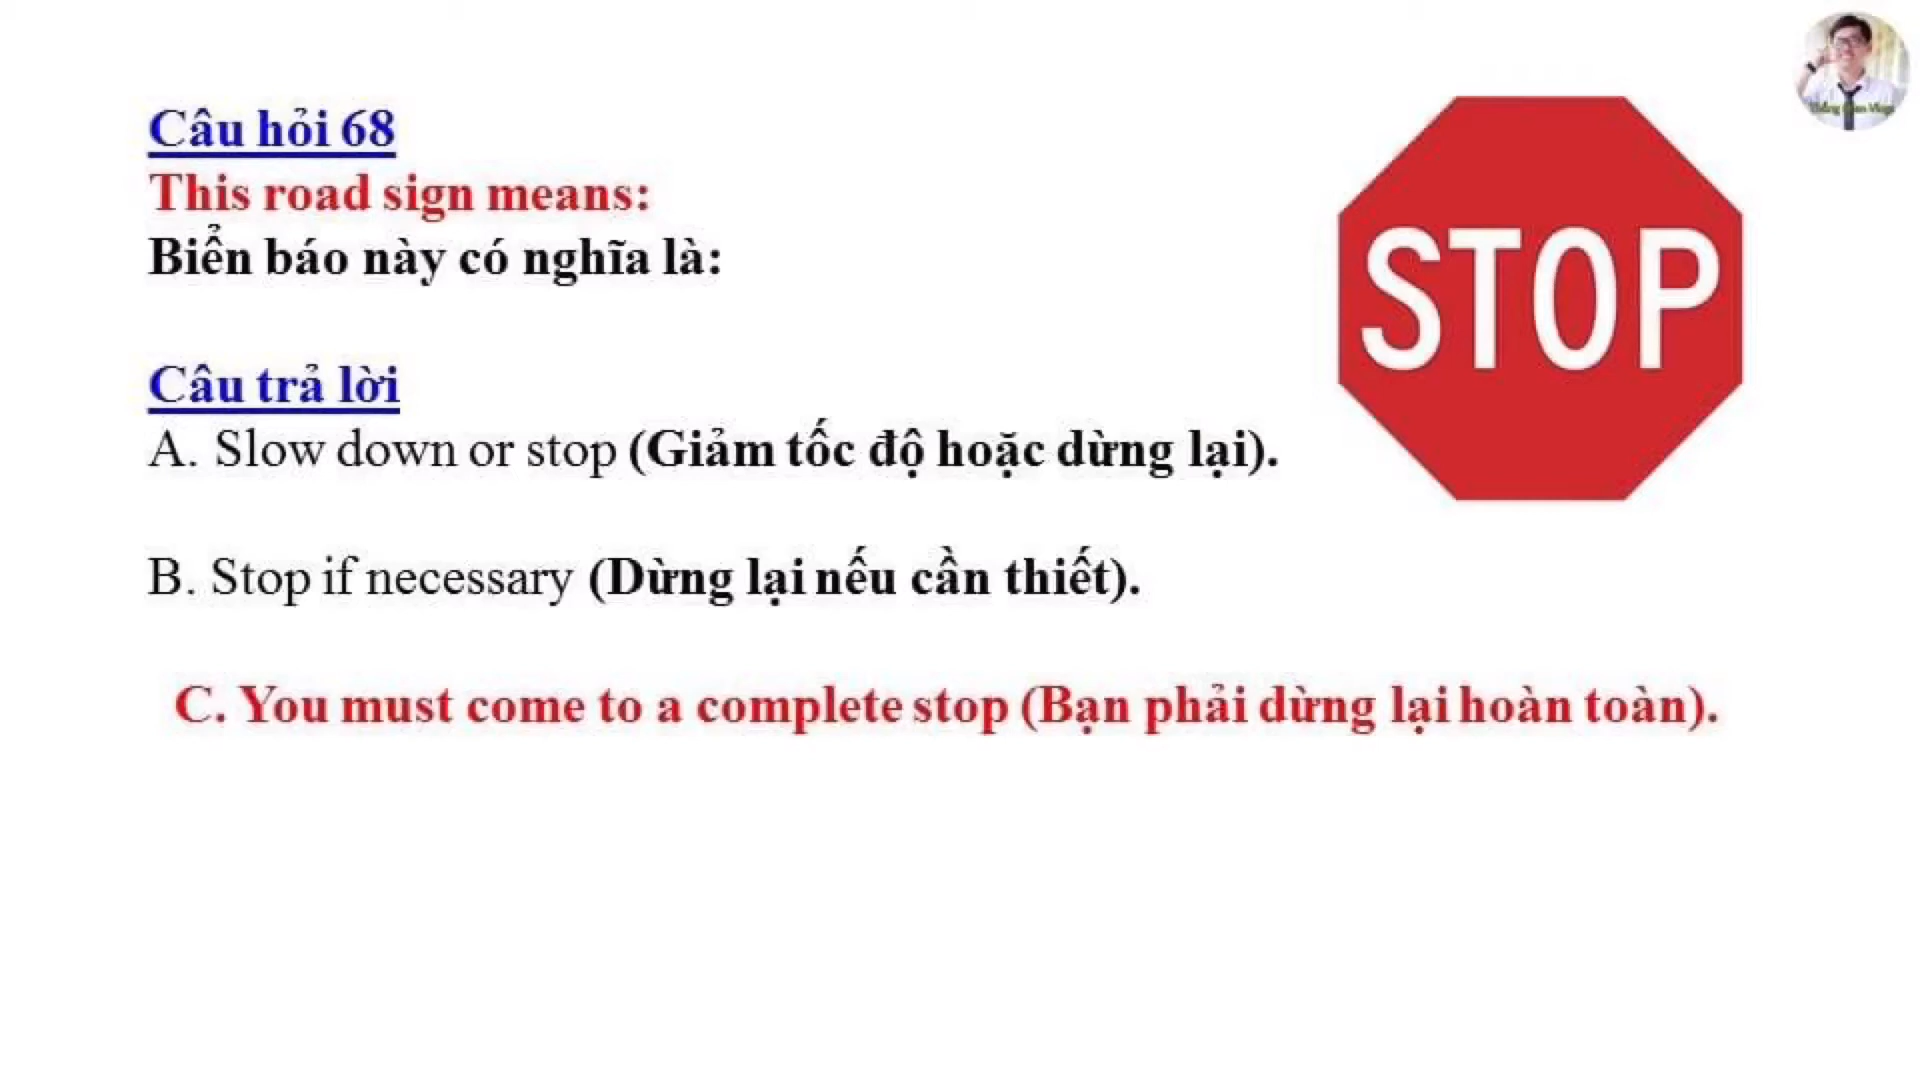 Câu hỏi 68
This road sign means:
Biển báo này có nghĩa là:
STOP
Câu trả lời
A. Slow down or stop (Giảm tốc độ hoặc dừng lại).
B. Stop if necessary (Dừng lại nếu cần thiết).
C. You must come to a complete stop (Bạn phải dừng lại hoàn toàn).